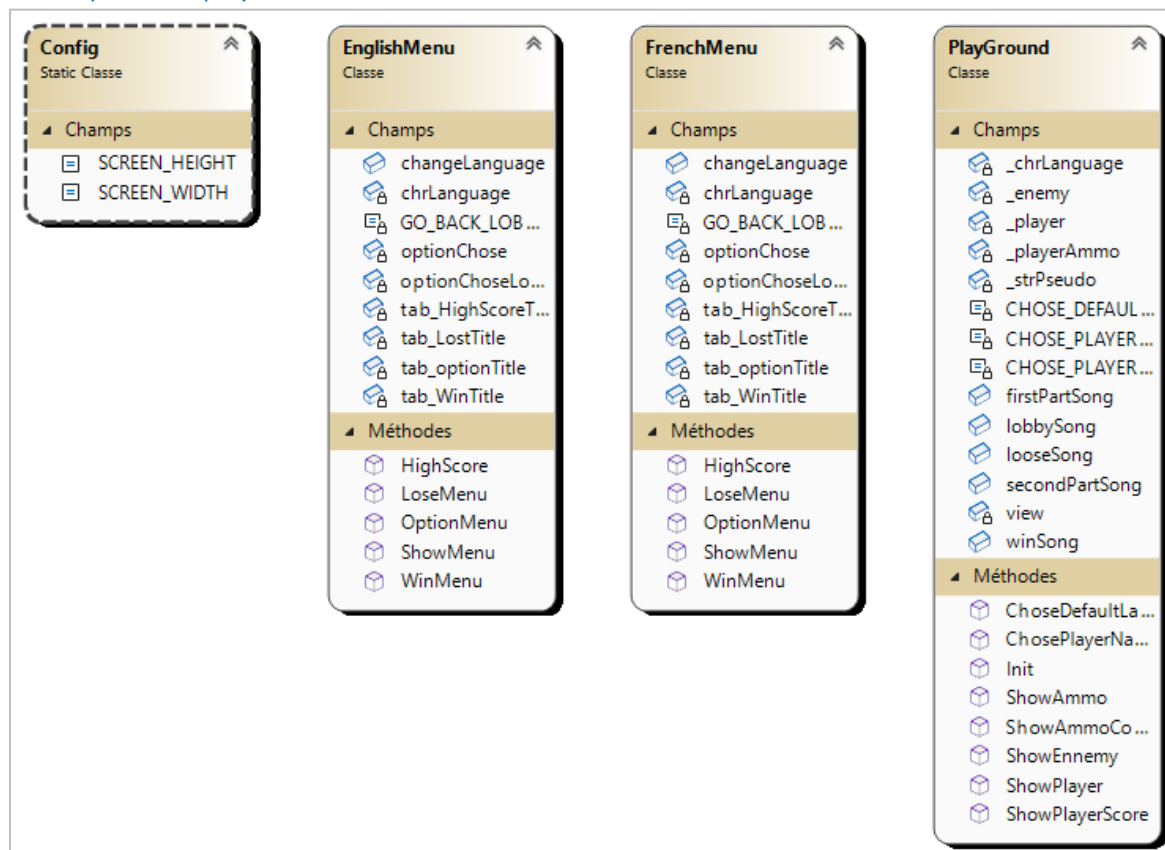 Config
Static Classe
Champs
SCREEN_HEIGHT
SCREEN_WIDTH
EnglishMenu
Classe
Champs
changeLanguage
chrLanguage
GO_BACK_LOB...
optionChose
optionChoseLo...
tab_HighScoreT...
tab_LostTitle
tab_optionTitle
tab_WinTitle
Méthodes
HighScore
LoseMenu
OptionMenu
ShowMenu
WinMenu
FrenchMenu
Classe
Champs
changeLanguage
chrLanguage
GO_BACK_LOB...
optionChose
optionChoseLo...
tab_HighScoreT...
tab_LostTitle
tab_optionTitle
tab_WinTitle
Méthodes
HighScore
LoseMenu
OptionMenu
ShowMenu
WinMenu
PlayGround
Classe
Champs
_chrLanguage
_enemy
_player
_playerAmmo
_strPseudo
CHOSE_DEFAUL...
CHOSE_PLAYER...
CHOSE_PLAYER...
firstPartSong
lobbySong
looseSong
secondPartSong
view
winSong
Méthodes
ChoseDefaultLa...
ChosePlayerNa...
Init
ShowAmmo
ShowAmmoCo...
ShowEnnemy
ShowPlayer
ShowPlayerScore